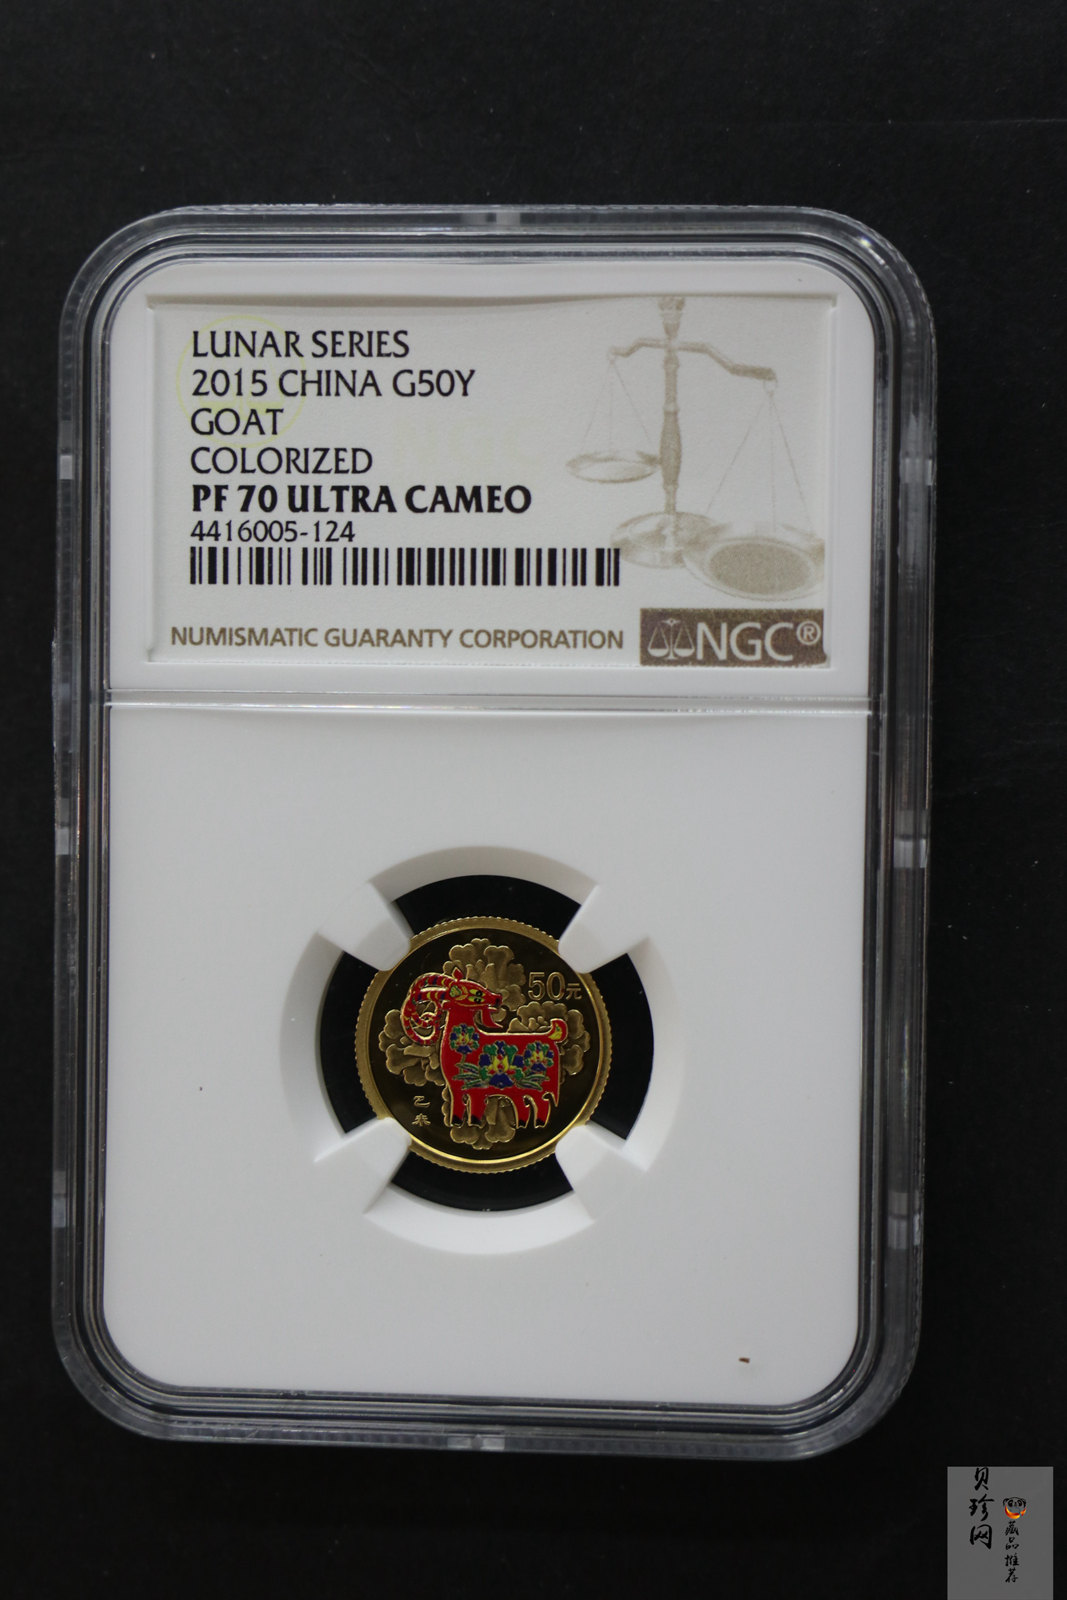 LUNAR SERIES
2015 CHINA G50Y
GOAT
COLORIZED
PF 70 ULTRA CAMEO
4416005-124
NUMISMATIC GUARANTY CORPORATION
NGC®
50元
乙未
贝珍网
藏品推荐